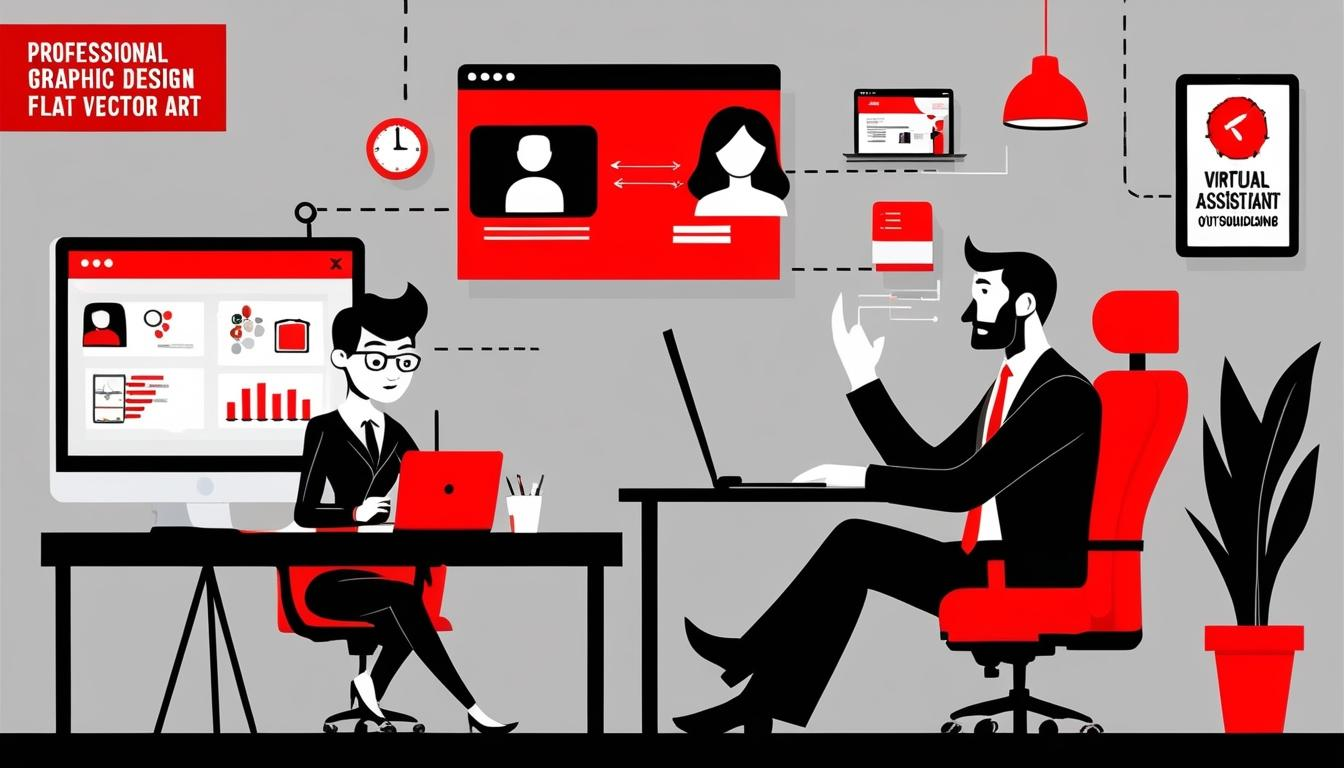 PROFESSIONAL
GRAPHIC DESIGN
FLAT VECTOR ART
VIRTUAL
ASSISTANT